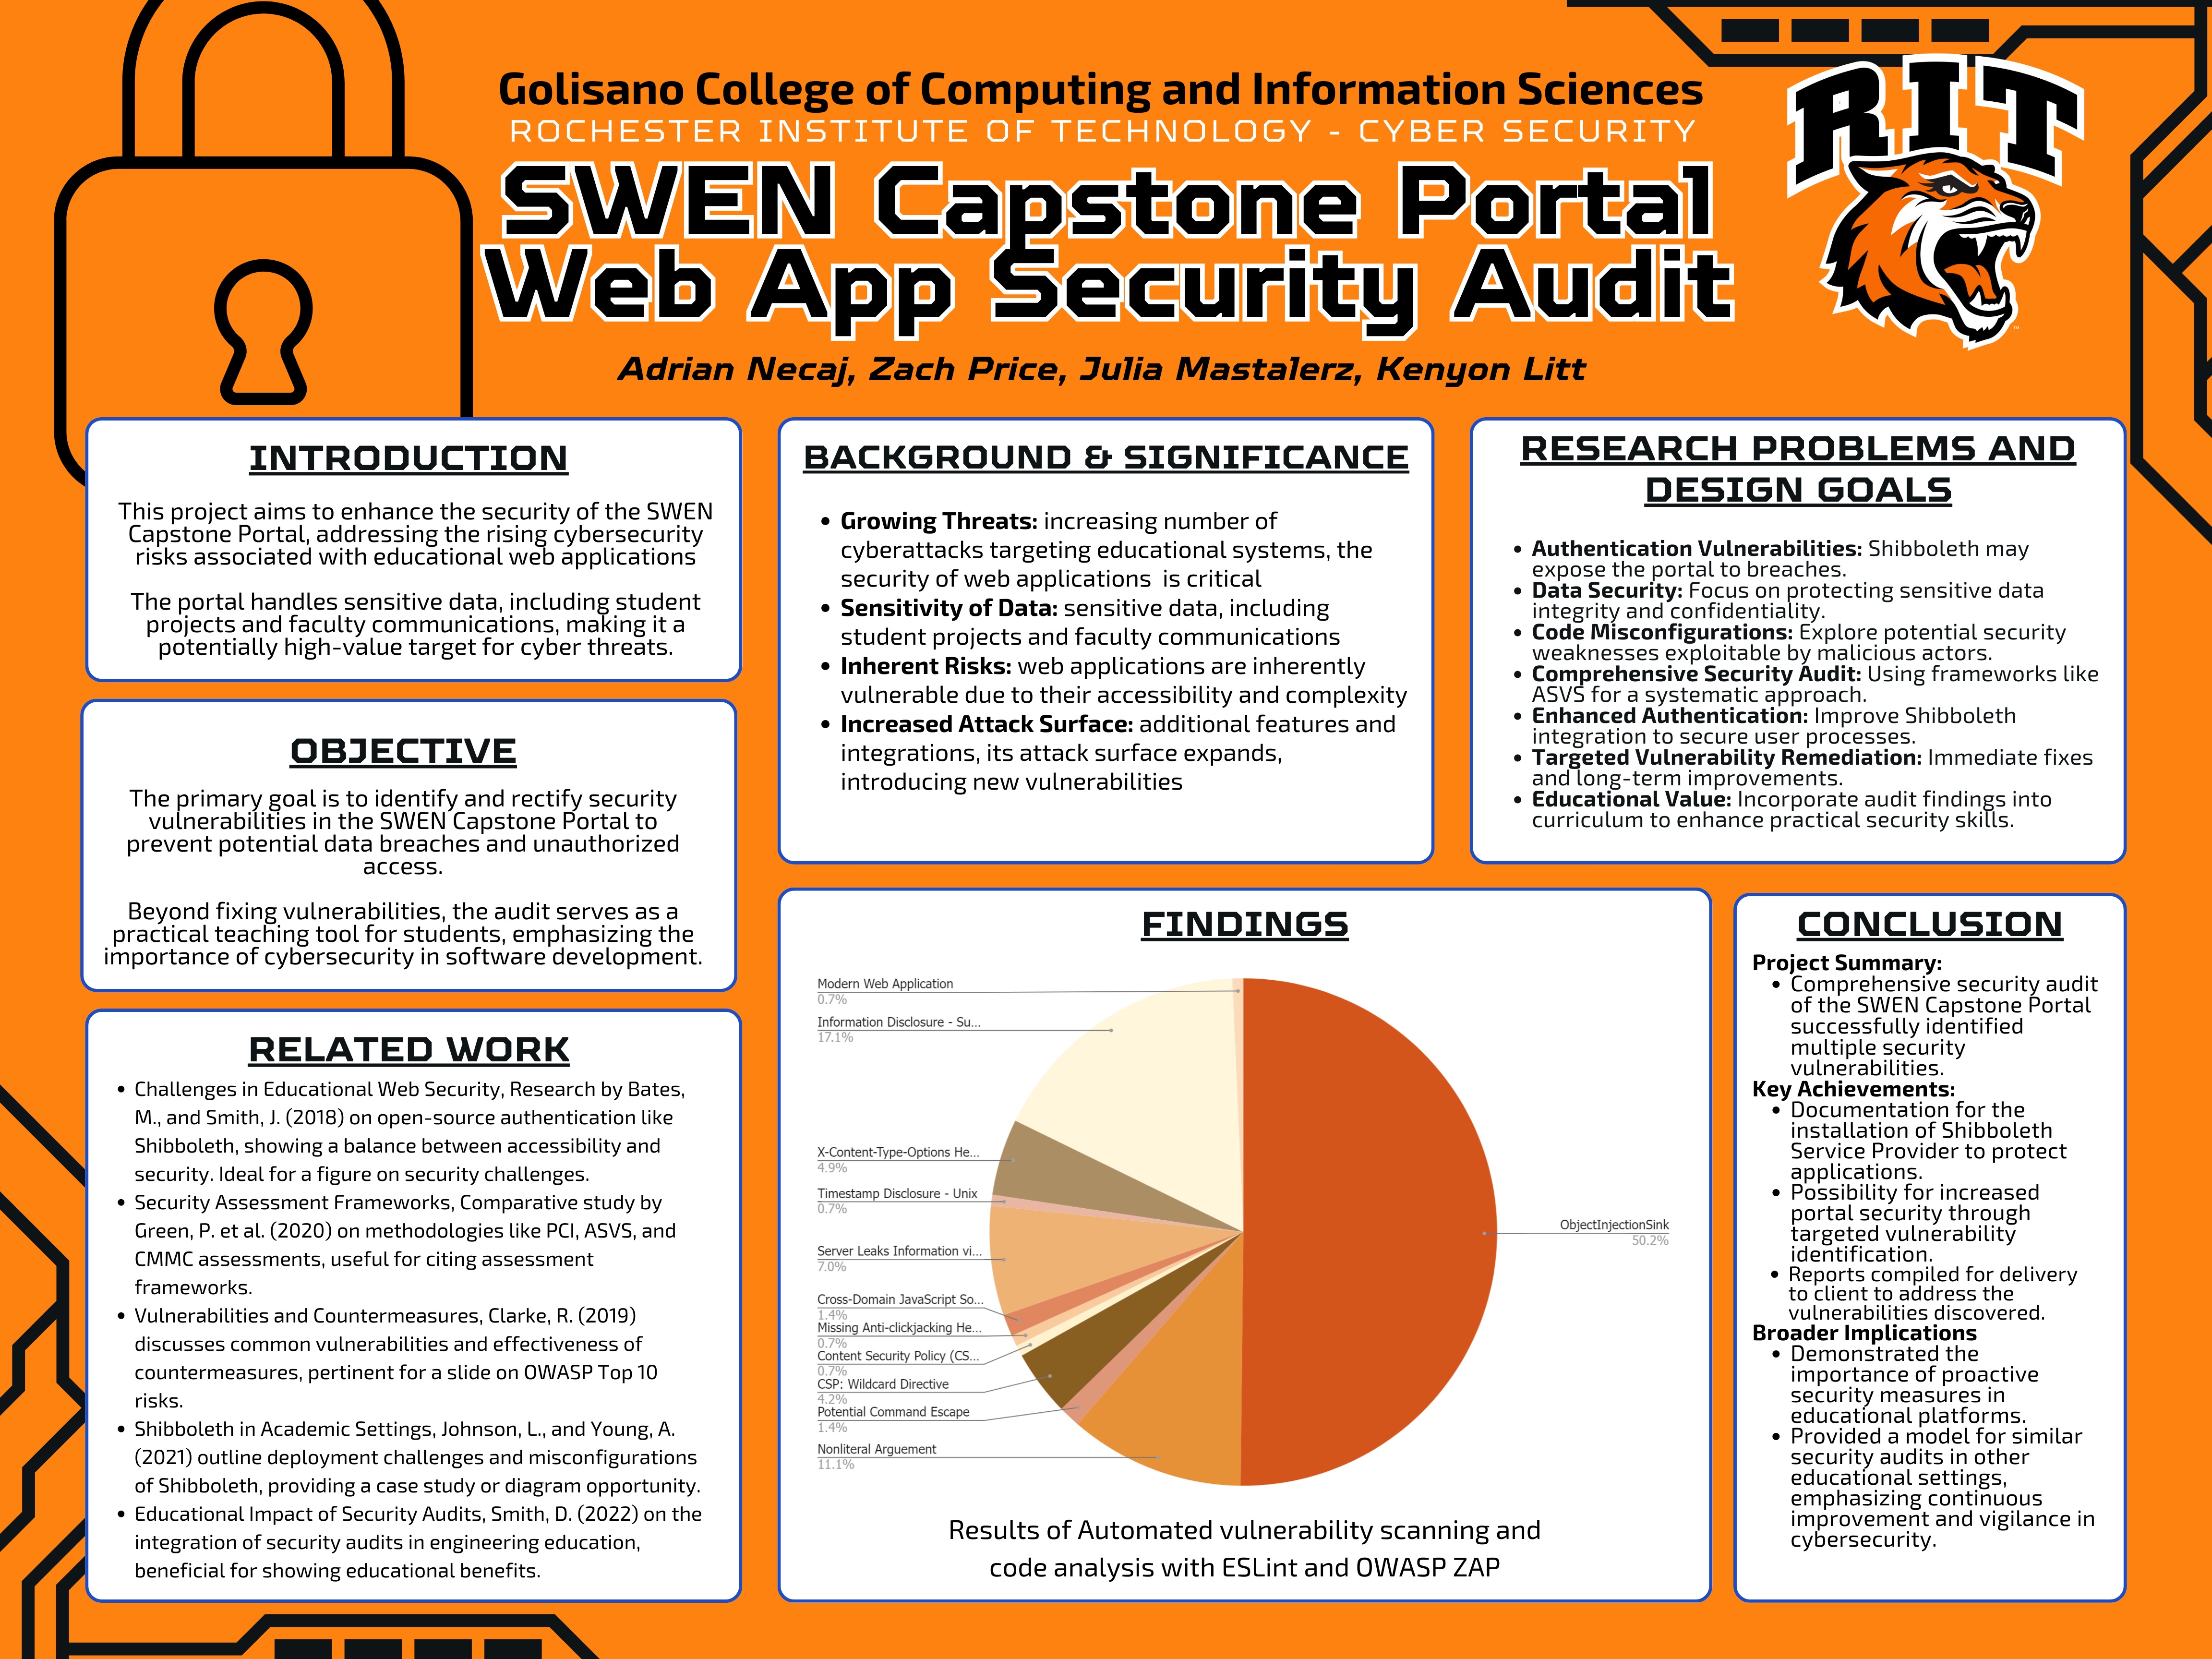 Golisano College of Computing and Information Sciences
ROCHESTER INSTITUTE OF TECHNOLOGY - CYBER SECURITY
SWEN Capstone Portal
Web App Security Audit
Adrian Necaj, Zach Price, Julia Mastalerz, Kenyon Litt
RIT
INTRODUCTION
This project aims to enhance the security of the SWEN
Capstone Portal, addressing the rising cybersecurity
risks associated with educational web applications
The portal handles sensitive data, including student
projects and faculty communications, making it a
potentially high-value target for cyber threats.
OBJECTIVE
The primary goal is to identify and rectify security
vulnerabilities in the SWEN Capstone Portal to
prevent potential data breaches and unauthorized
access.
Beyond fixing vulnerabilities, the audit serves as a
practical teaching tool for students, emphasizing the
importance of cybersecurity in software development.
RELATED WORK
• Challenges in Educational Web Security, Research by Bates,
M., and Smith, J. (2018) on open-source authentication like
Shibboleth, showing a balance between accessibility and
security. Ideal for a figure on security challenges.
• Security Assessment Frameworks, Comparative study by
Green, P. et al. (2020) on methodologies like PCI, ASVS, and
CMMC assessments, useful for citing assessment
frameworks.
• Vulnerabilities and Countermeasures, Clarke, R. (2019)
discusses common vulnerabilities and effectiveness of
countermeasures, pertinent for a slide on OWASP Top 10
risks.
• Shibboleth in Academic Settings, Johnson, L., and Young, A.
(2021) outline deployment challenges and misconfigurations
of Shibboleth, providing a case study or diagram opportunity.
• Educational Impact of Security Audits, Smith, D. (2022) on the
integration of security audits in engineering education,
beneficial for showing educational benefits.
BACKGROUND & SIGNIFICANCE
• Growing Threats: increasing number of
cyberattacks targeting educational systems, the
security of web applications  is critical
• Sensitivity of Data: sensitive data, including
student projects and faculty communications
• Inherent Risks: web applications are inherently
vulnerable due to their accessibility and complexity
• Increased Attack Surface: additional features and
integrations, its attack surface expands,
introducing new vulnerabilities
RESEARCH PROBLEMS AND
DESIGN GOALS
• Authentication Vulnerabilities: Shibboleth may
expose the portal to breaches.
• Data Security: Focus on protecting sensitive data
integrity and confidentiality.
• Code Misconfigurations: Explore potential security
weaknesses exploitable by malicious actors.
• Comprehensive Security Audit: Using frameworks like
ASVS for a systematic approach.
• Enhanced Authentication: Improve Shibboleth
integration to secure user processes.
• Targeted Vulnerability Remediation: Immediate fixes
and long-term improvements.
• Educational Value: Incorporate audit findings into
curriculum to enhance practical security skills.
FINDINGS
Modern Web Application
0.7%
Information Disclosure - Su...
17.1%
X-Content-Type-Options He...
4.9%
Timestamp Disclosure - Unix
0.7%
Server Leaks Information vi...
7.0%
Cross-Domain JavaScript So...
1.4%
Missing Anti-clickjacking He...
0.7%
Content Security Policy (CS...
0.7%
CSP: Wildcard Directive
4.2%
Potential Command Escape
1.4%
Nonliteral Arguement
11.1%
ObjectInjectionSink
50.2%
Results of Automated vulnerability scanning and
code analysis with ESLint and OWASP ZAP
CONCLUSION
Project Summary:
• Comprehensive security audit
of the SWEN Capstone Portal
successfully identified
multiple security
vulnerabilities.
Key Achievements:
• Documentation for the
installation of Shibboleth
Service Provider to protect
applications.
• Possibility for increased
portal security through
targeted vulnerability
identification.
• Reports compiled for delivery
to client to address the
vulnerabilities discovered.
Broader Implications
• Demonstrated the
importance of proactive
security measures in
educational platforms.
• Provided a model for similar
security audits in other
educational settings,
emphasizing continuous
improvement and vigilance in
cybersecurity.